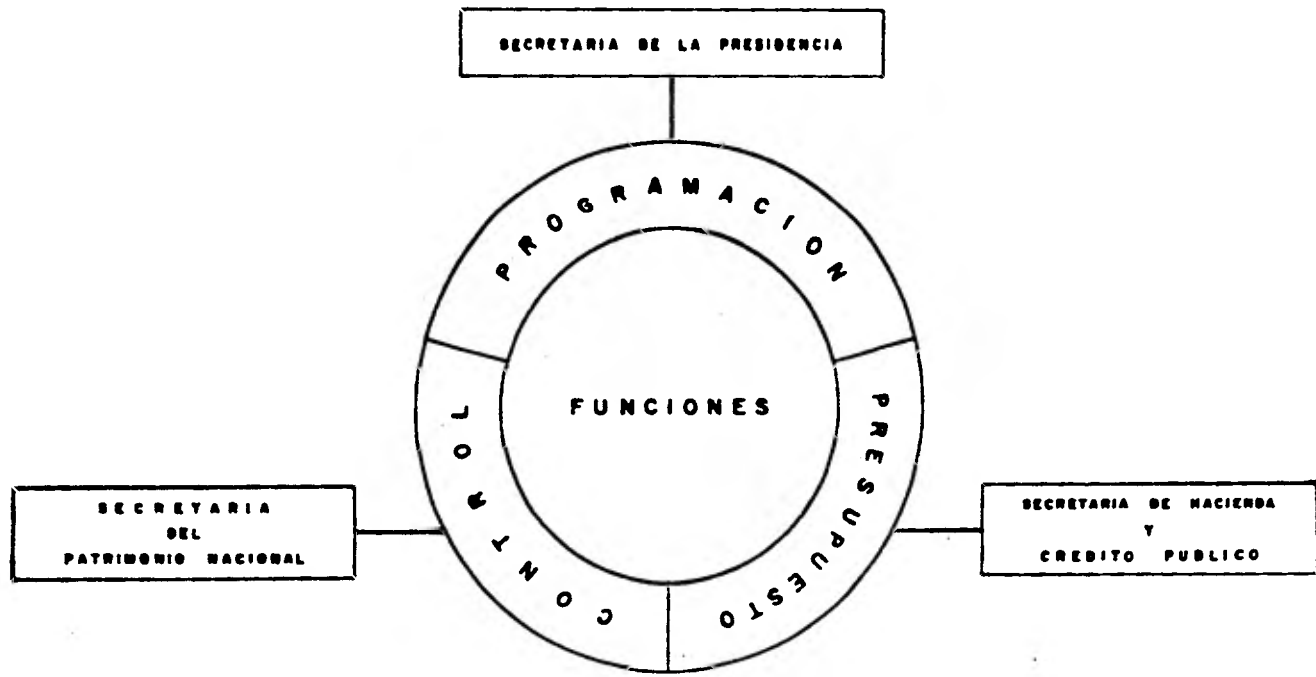 SECRETARIA DE LA PRESIDENCIA
PROGRAMACION
FUNCIONES
CONTROL
PRESUPUESTO
SECRETARIA
DEL
PATRIMONIO NACIONAL
SECRETARIA DE HACIENDA
Y
CREDITO PUBLICO